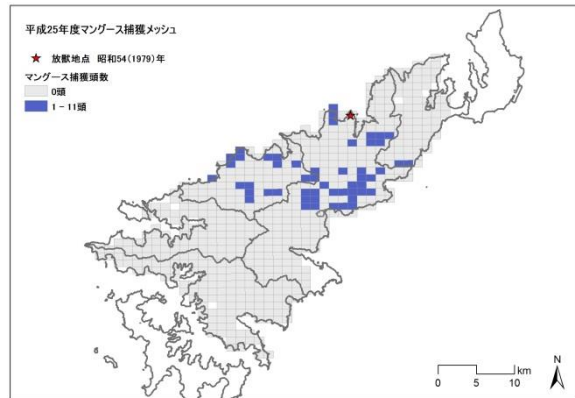 平成25年度マングース捕獲メッシュ
★ 放獣地点 昭和54(1979)年
マングース捕獲頭数
0頭
1 - 11頭
N
0 5 10 km